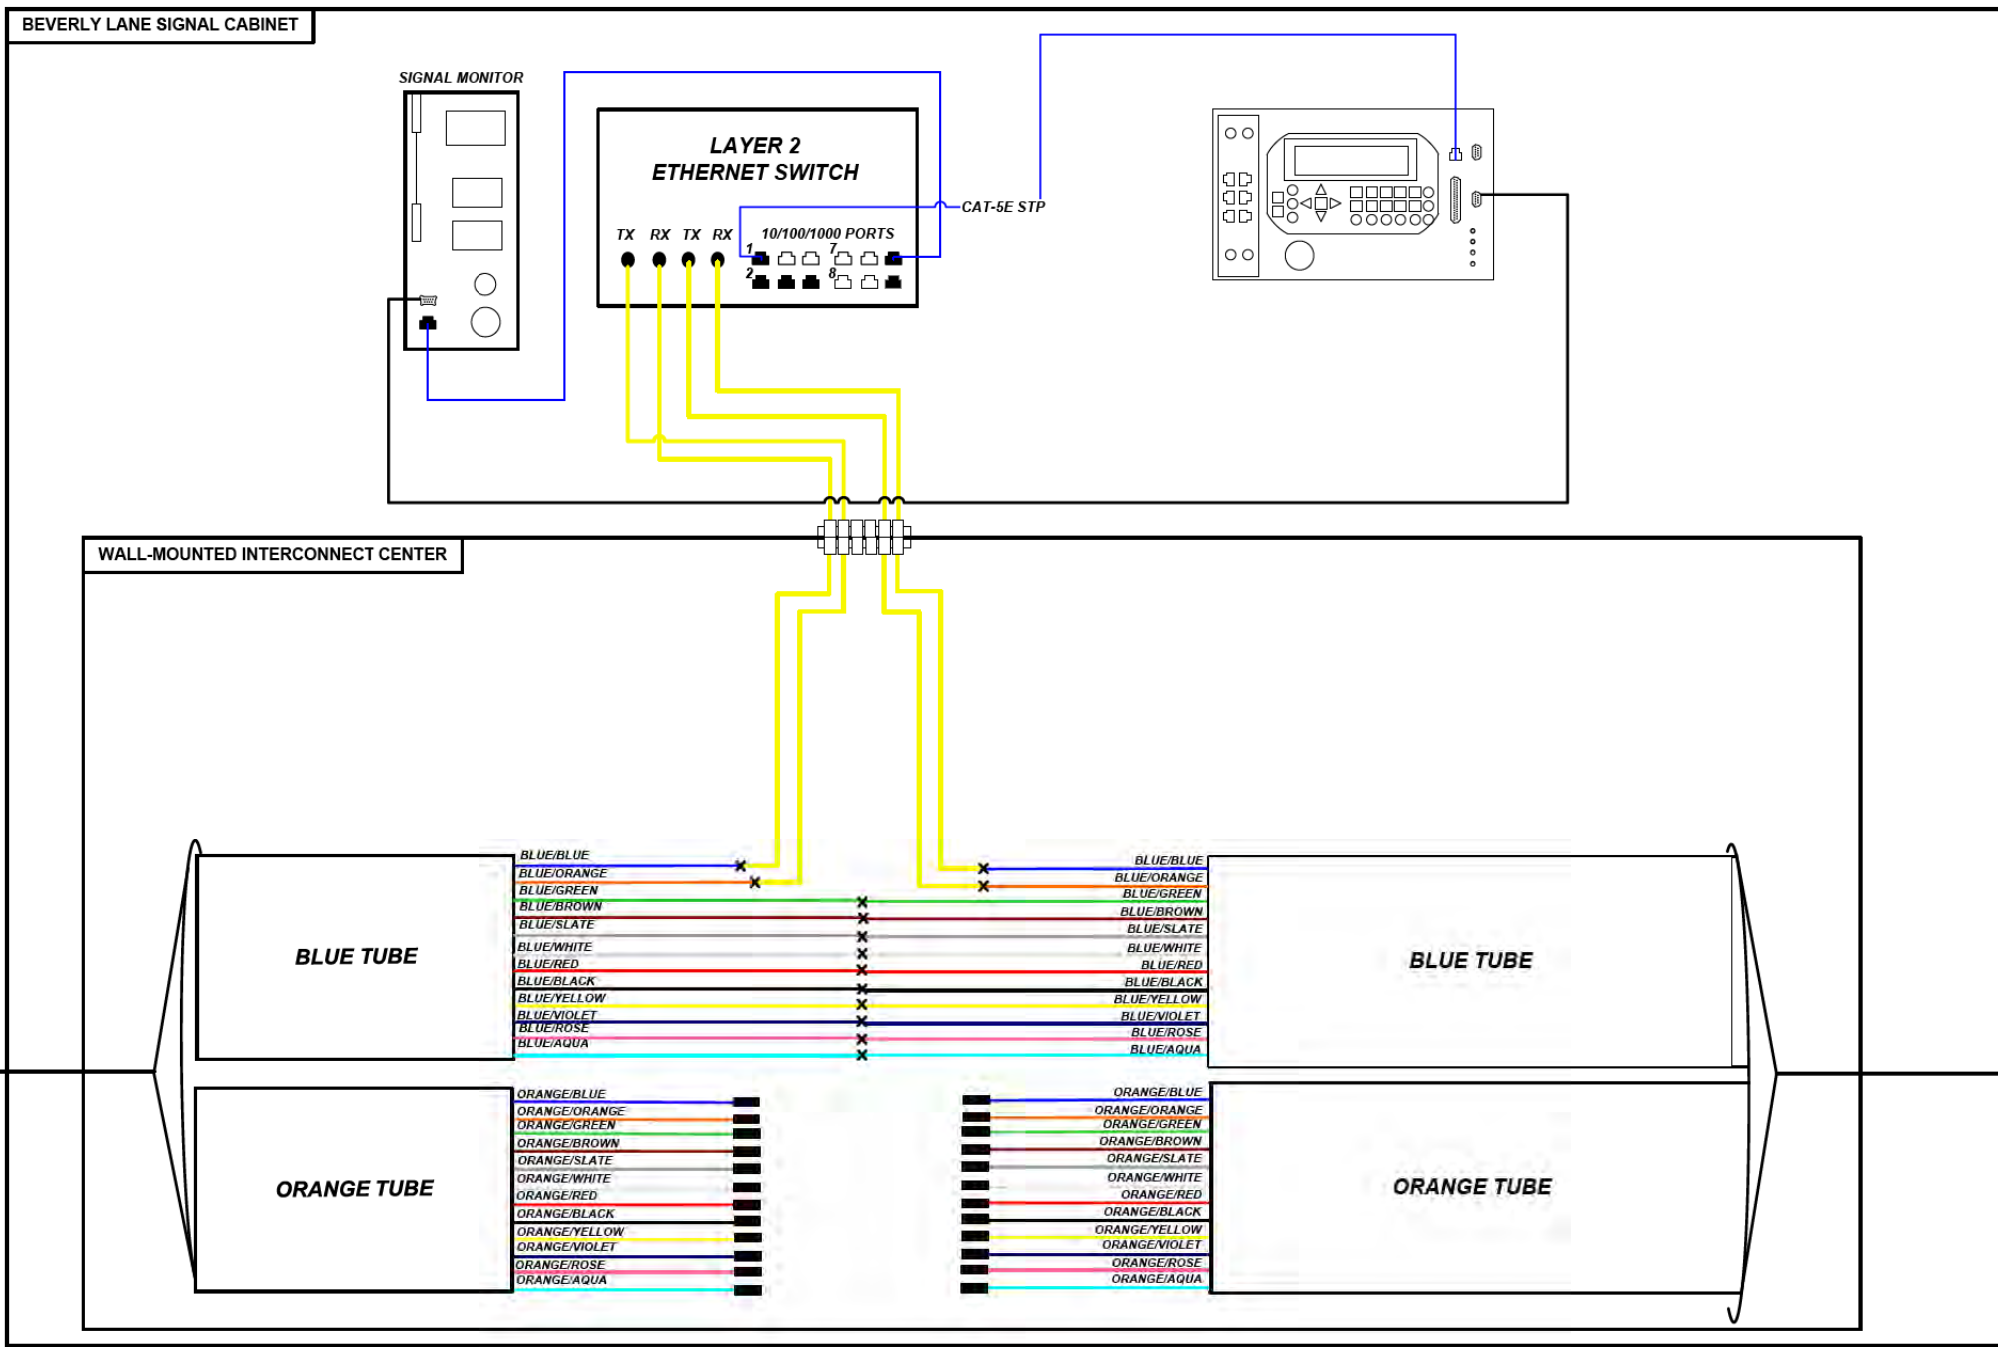 BEVERLY LANE SIGNAL CABINET
SIGNAL MONITOR
LAYER 2
ETHERNET SWITCH
CAT-5E STP
TX RX TX RX
10/100/1000 PORTS
1 7
2 8
WALL-MOUNTED INTERCONNECT CENTER
BLUE TUBE
BLUE/BLUE
BLUE/ORANGE
BLUE/GREEN
BLUE/BROWN
BLUE/SLATE
BLUE/WHITE
BLUE/RED
BLUE/BLACK
BLUE/YELLOW
BLUE/VIOLET
BLUE/ROSE
BLUE/AQUA
BLUE/BLUE
BLUE/ORANGE
BLUE/GREEN
BLUE/BROWN
BLUE/SLATE
BLUE/WHITE
BLUE/RED
BLUE/BLACK
BLUE/YELLOW
BLUE/VIOLET
BLUE/ROSE
BLUE/AQUA
BLUE TUBE
ORANGE TUBE
ORANGE/BLUE
ORANGE/ORANGE
ORANGE/GREEN
ORANGE/BROWN
ORANGE/SLATE
ORANGE/WHITE
ORANGE/RED
ORANGE/BLACK
ORANGE/YELLOW
ORANGE/VIOLET
ORANGE/ROSE
ORANGE/AQUA
ORANGE/BLUE
ORANGE/ORANGE
ORANGE/GREEN
ORANGE/BROWN
ORANGE/SLATE
ORANGE/WHITE
ORANGE/RED
ORANGE/BLACK
ORANGE/YELLOW
ORANGE/VIOLET
ORANGE/ROSE
ORANGE/AQUA
ORANGE TUBE